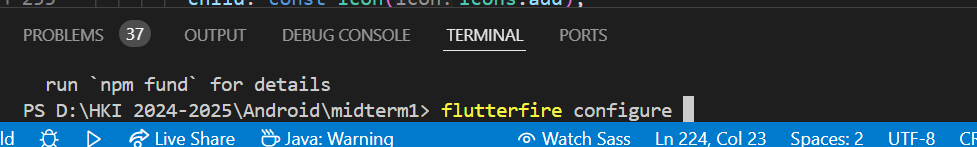 child: const Icon(Icons.add),
PROBLEMS 37 OUTPUT DEBUG CONSOLE TERMINAL PORTS
run `npm fund` for details
PS D:\HKI 2024-2025\Android\midterm1> flutterfire configure
ld Live Share Java: Warning Watch Sass Ln 224, Col 23 Spaces: 2 UTF-8 CR